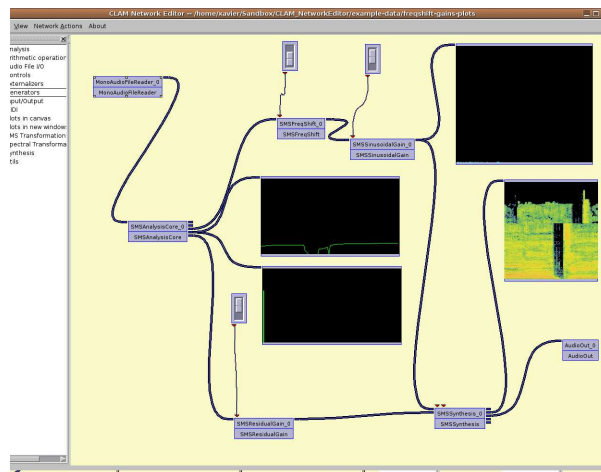 CLAM Network Editor -- /home/xavier/Sandbox/CLAM_NetworkEditor/example-data/freqshift-gains-plots
View Network Actions About
nalysis
rithmetic operation
udio File I/O
ontrols
xternalizers
enerators
nput/Output
IDI
lots in canvas
lots in new window
MS Transformation
pectral Transforma
ynthesis
tils
MonoAudioFileReader_0
MonoAudioFileReader
SMSFreqShift_0
SMSFreqShift
SMSSinusoidalGain_0
SMSSinusoidalGain
SMSAnalysisCore_0
SMSAnalysisCore
AudioOut_0
AudioOut
SMSResidualGain_0
SMSResidualGain
SMSSynthesis_0
SMSSynthesis